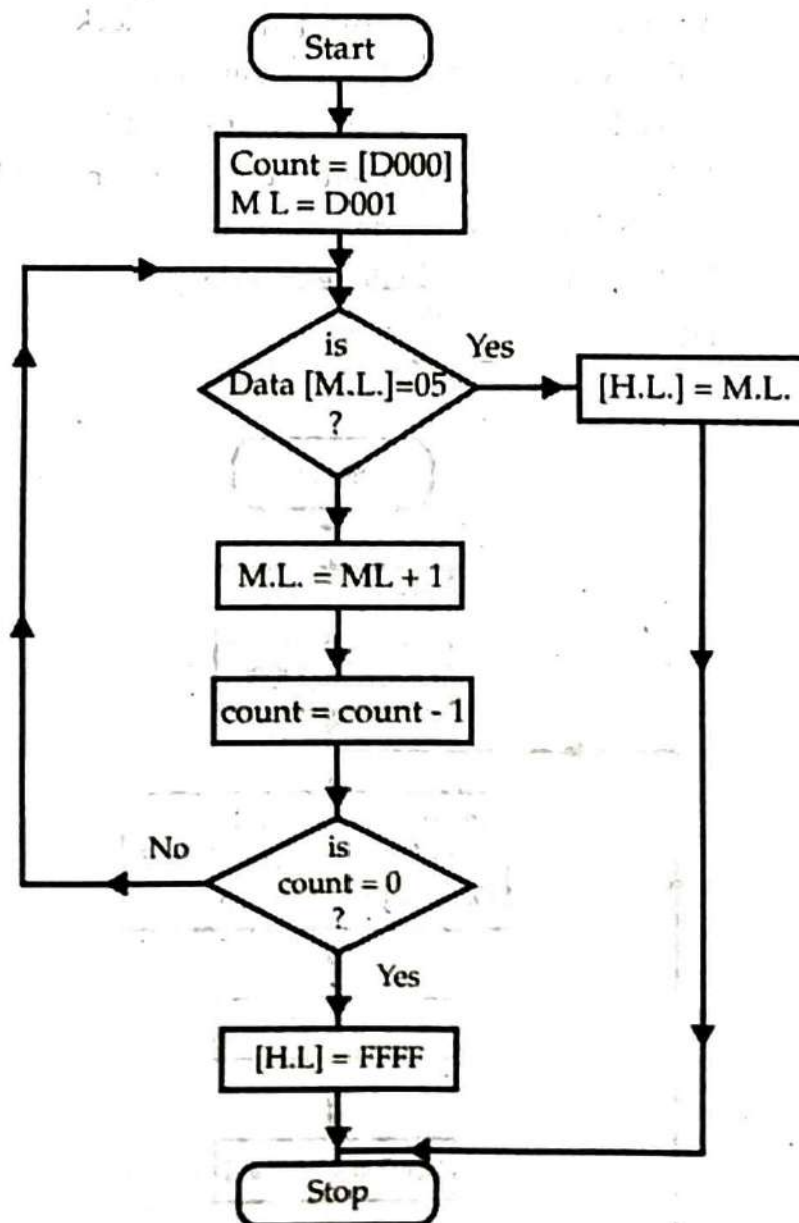 Start
Count = [D000]
M L = D001
is
Data [M.L.]=05
?
Yes
[H.L.] = M.L.
M.L. = ML + 1
count = count - 1
No
is
count = 0
?
Yes
[H.L] = FFFF
Stop